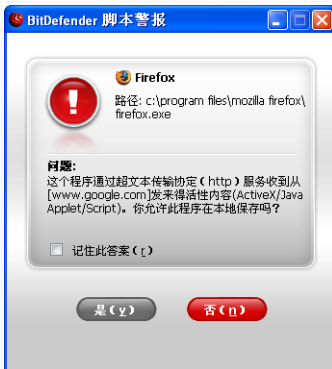 BitDefender 脚本警报
Firefox
路径: c:\program files\mozilla firefox\
firefox.exe
问题:
这个程序通过超文本传输协定(http)服务收到从
[www.google.com]发来得活性内容(ActiveX/Java
Applet/Script)。你允许此程序在本地保存吗?
记住此答案(r)
是(y)
否(n)